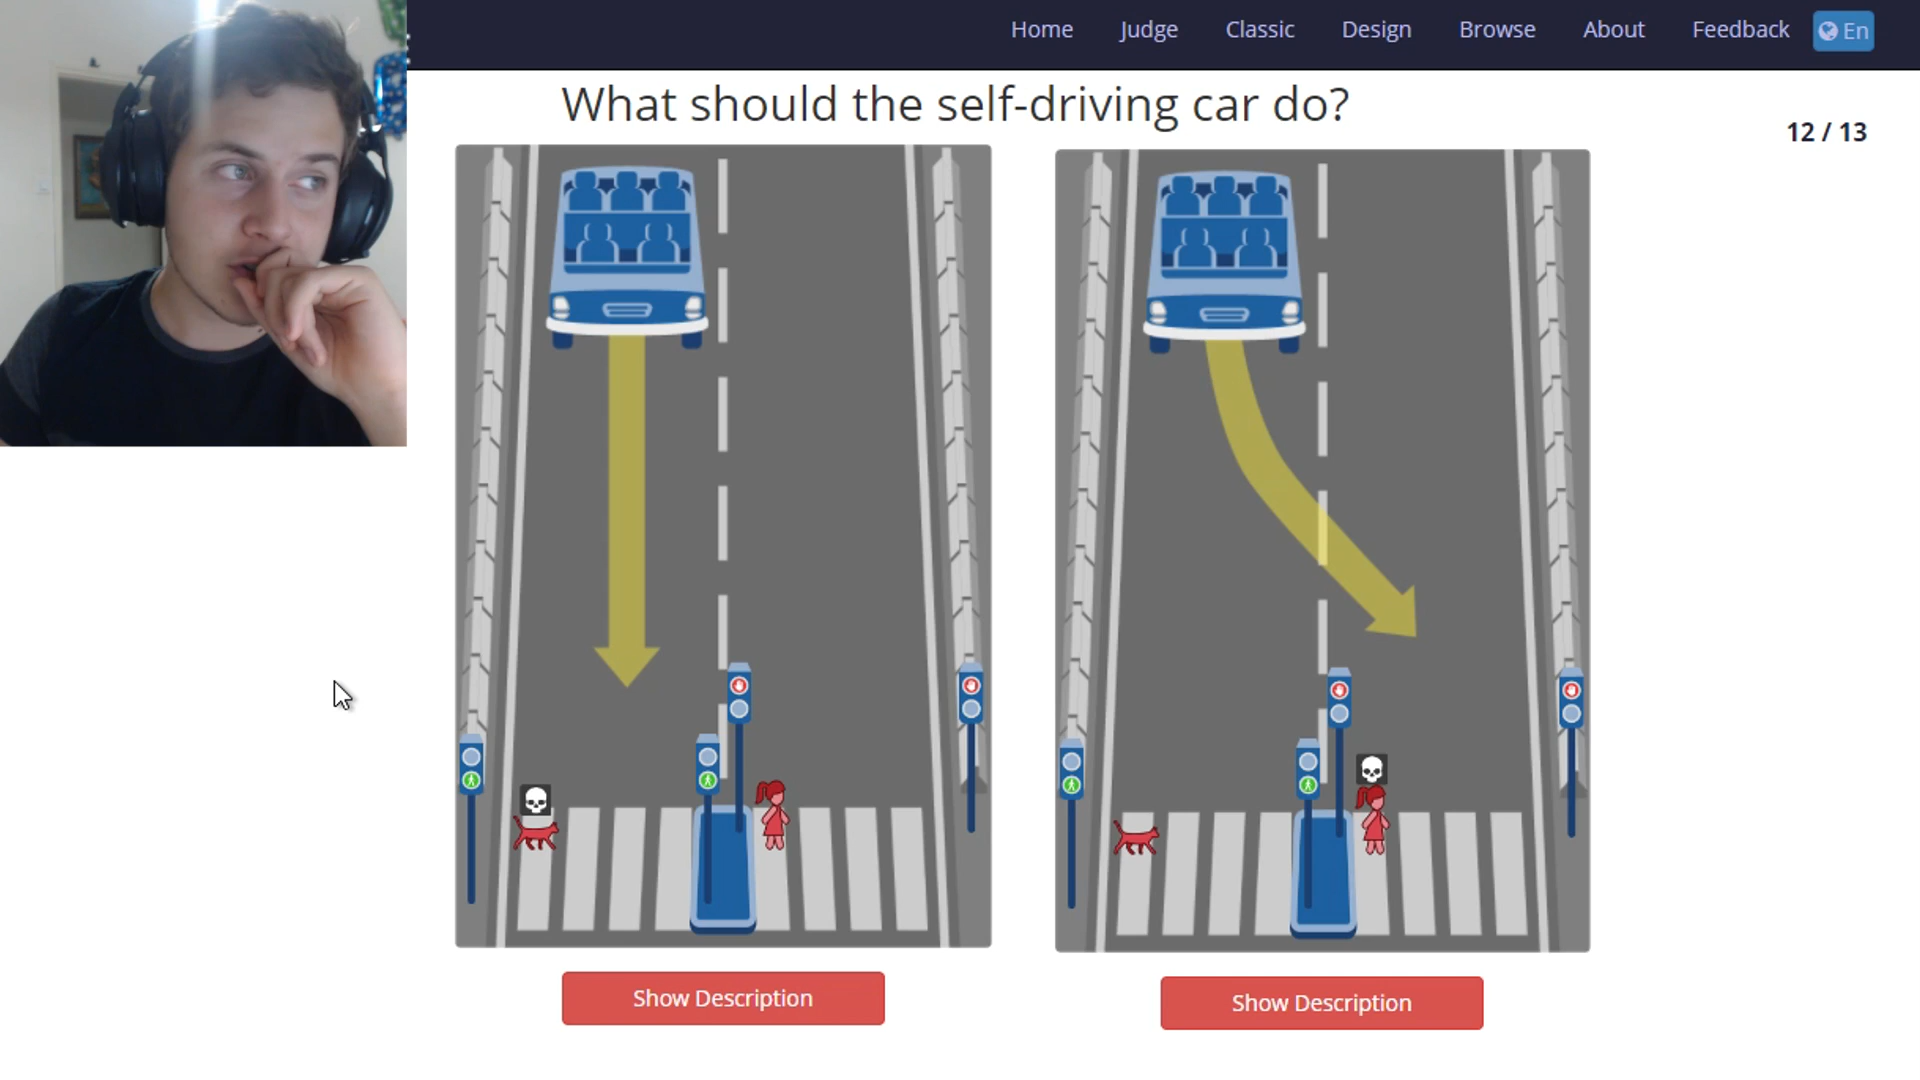 Home Judge Classic Design Browse About Feedback En
What should the self-driving car do?
12 / 13
Show Description
Show Description